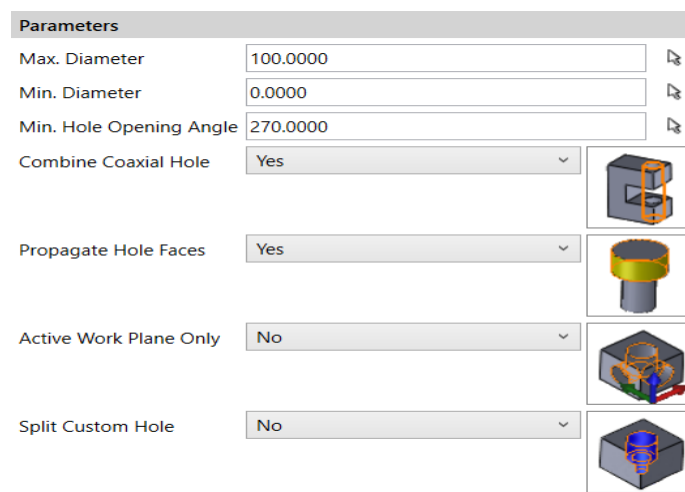 Parameters
Max. Diameter 100.0000
Min. Diameter 0.0000
Min. Hole Opening Angle 270.0000
Combine Coaxial Hole Yes
Propagate Hole Faces Yes
Active Work Plane Only No
Split Custom Hole No